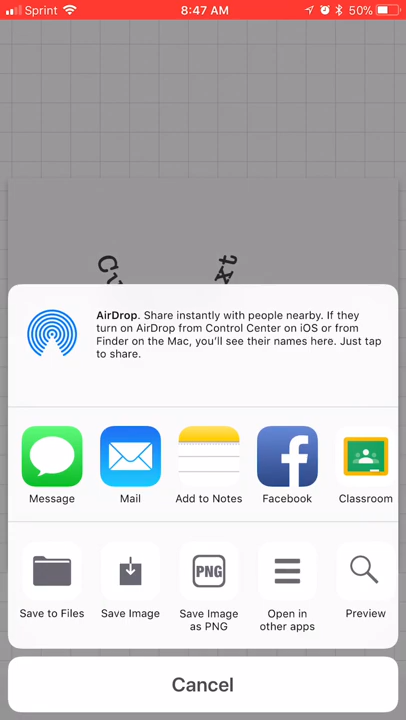 Sprint 8:47 AM 50%
Cu tx
AirDrop. Share instantly with people nearby. If they
turn on AirDrop from Control Center on iOS or from
Finder on the Mac, you'll see their names here. Just tap
to share.
Message Mail Add to Notes Facebook Classroom
PNG
Save to Files Save Image Save Image as PNG Open in other apps Preview
Cancel